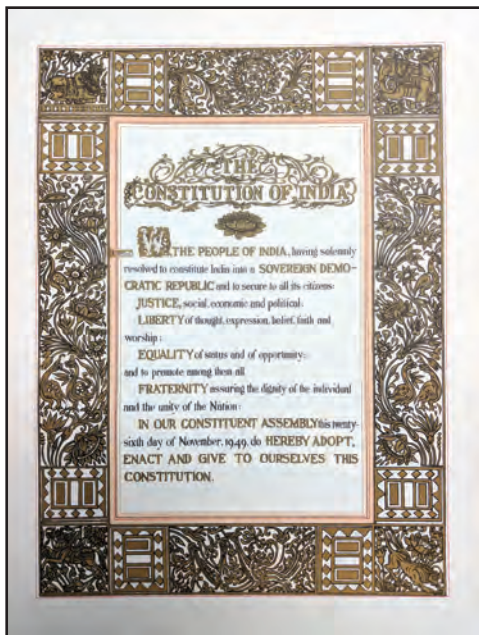 THE
CONSTITUTION OF INDIA
WE, THE PEOPLE OF INDIA, having solemnly
resolved to constitute India into a SOVEREIGN DEMO-
CRATIC REPUBLIC and to secure to all its citizens:
JUSTICE, social, economic and political;
LIBERTY of thought, expression, belief, faith and
worship;
EQUALITY of status and of opportunity;
and to promote among them all
FRATERNITY assuring the dignity of the individual
and the unity of the Nation;
IN OUR CONSTITUENT ASSEMBLY this twenty-
sixth day of November, 1949, do HEREBY ADOPT,
ENACT AND GIVE TO OURSELVES THIS
CONSTITUTION.